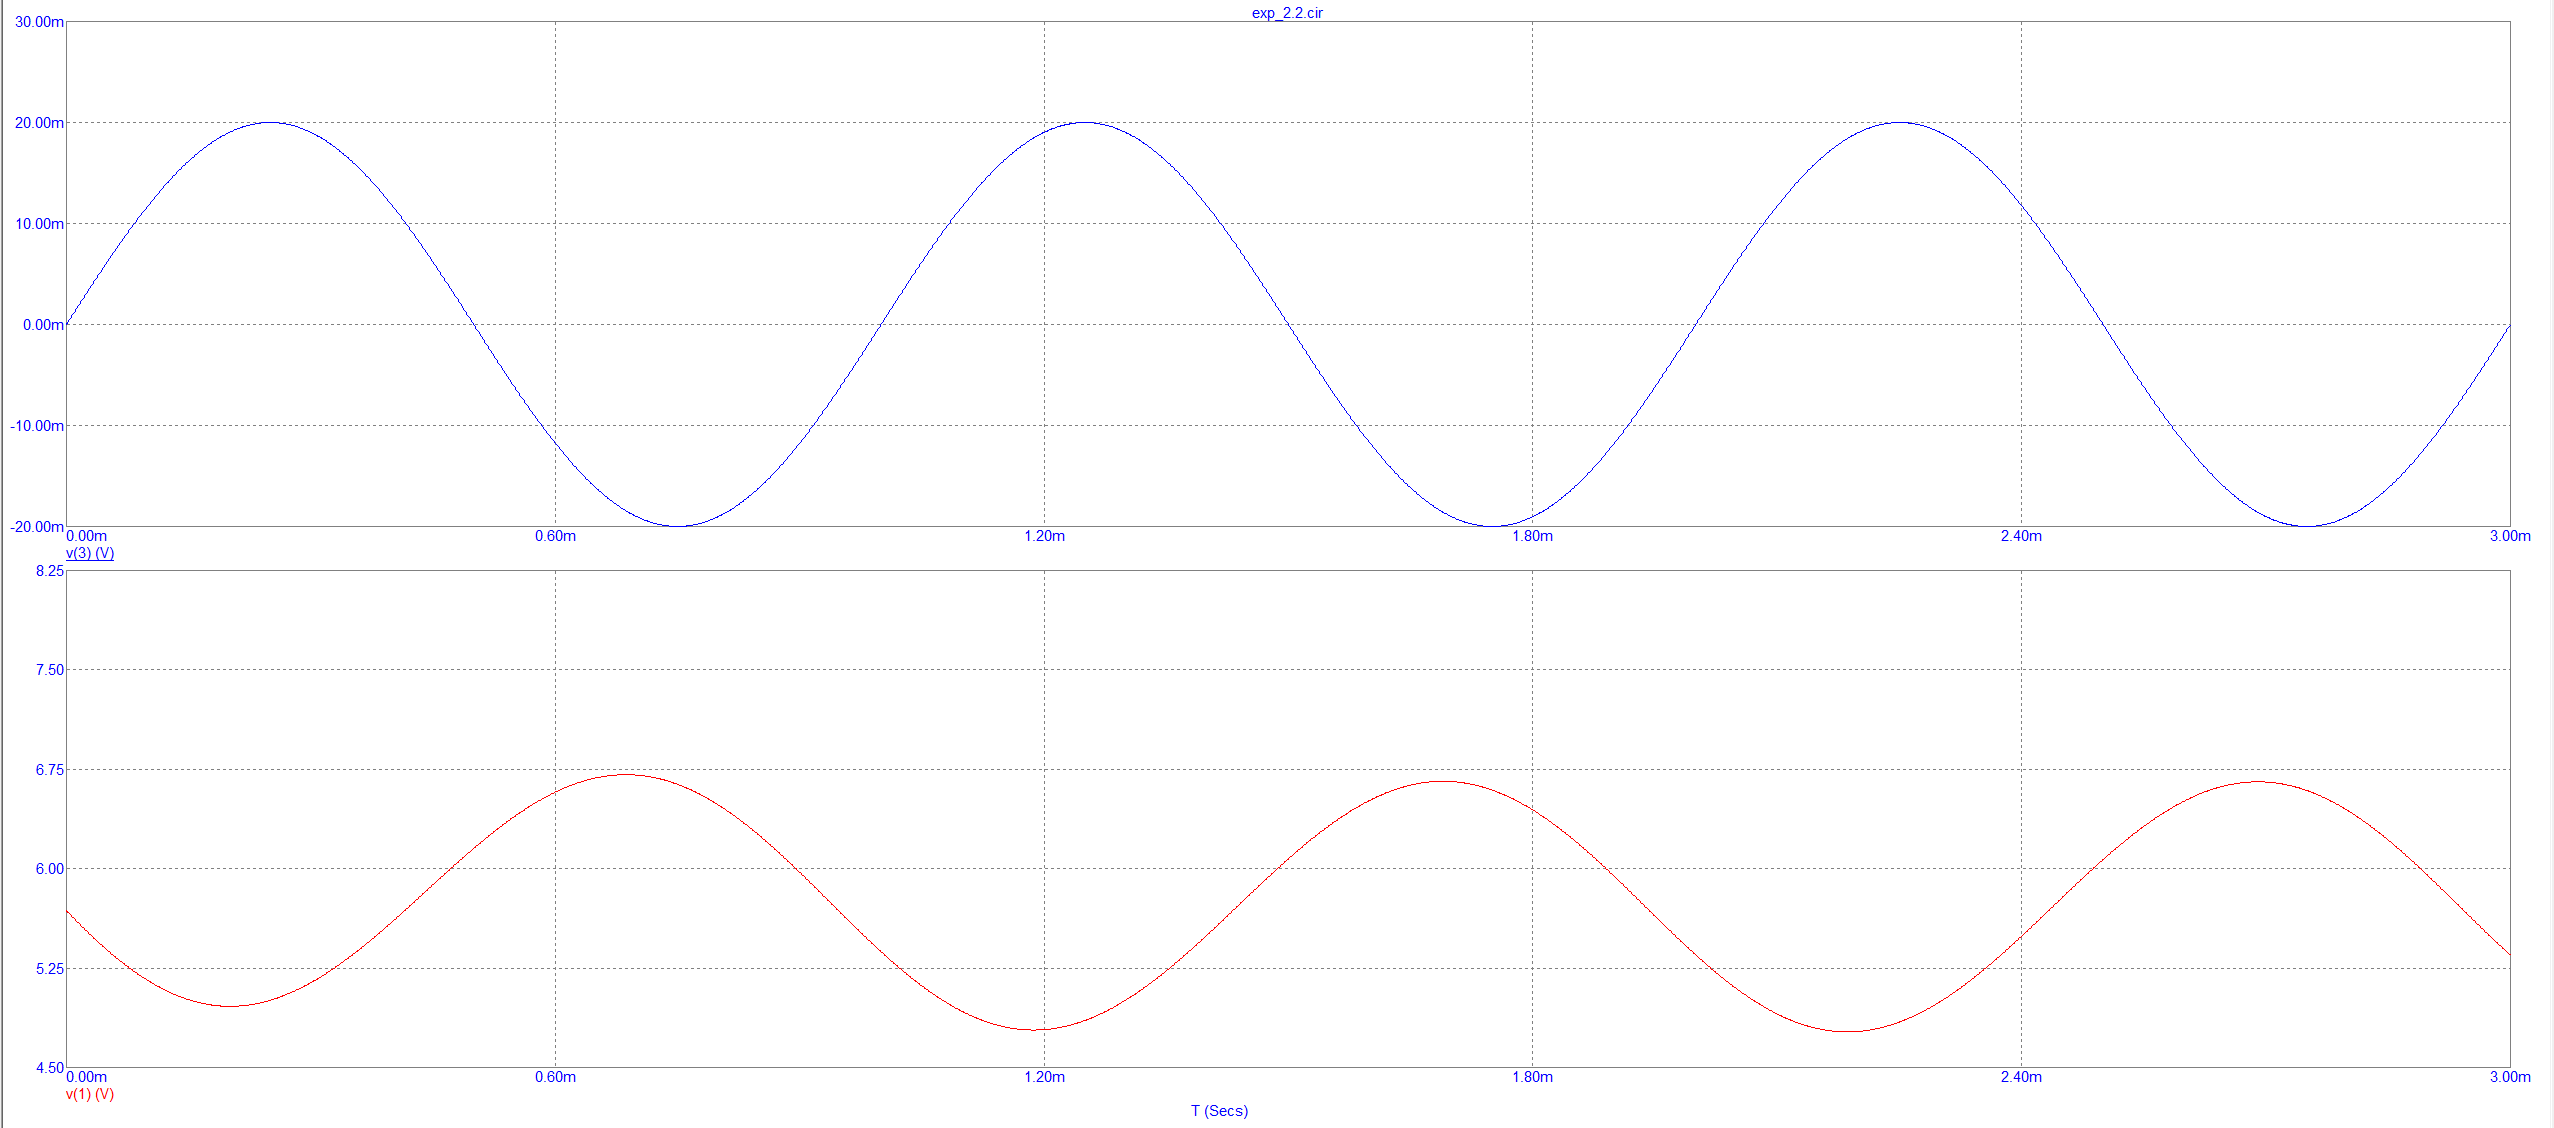 exp_2.2.cir
30.00m
20.00m
10.00m
0.00m
-10.00m
-20.00m
0.00m 0.60m 1.20m 1.80m 2.40m 3.00m
v(3) (V)
8.25
7.50
6.75
6.00
5.25
4.50
0.00m 0.60m 1.20m 1.80m 2.40m 3.00m
v(1) (V)
T (Secs)